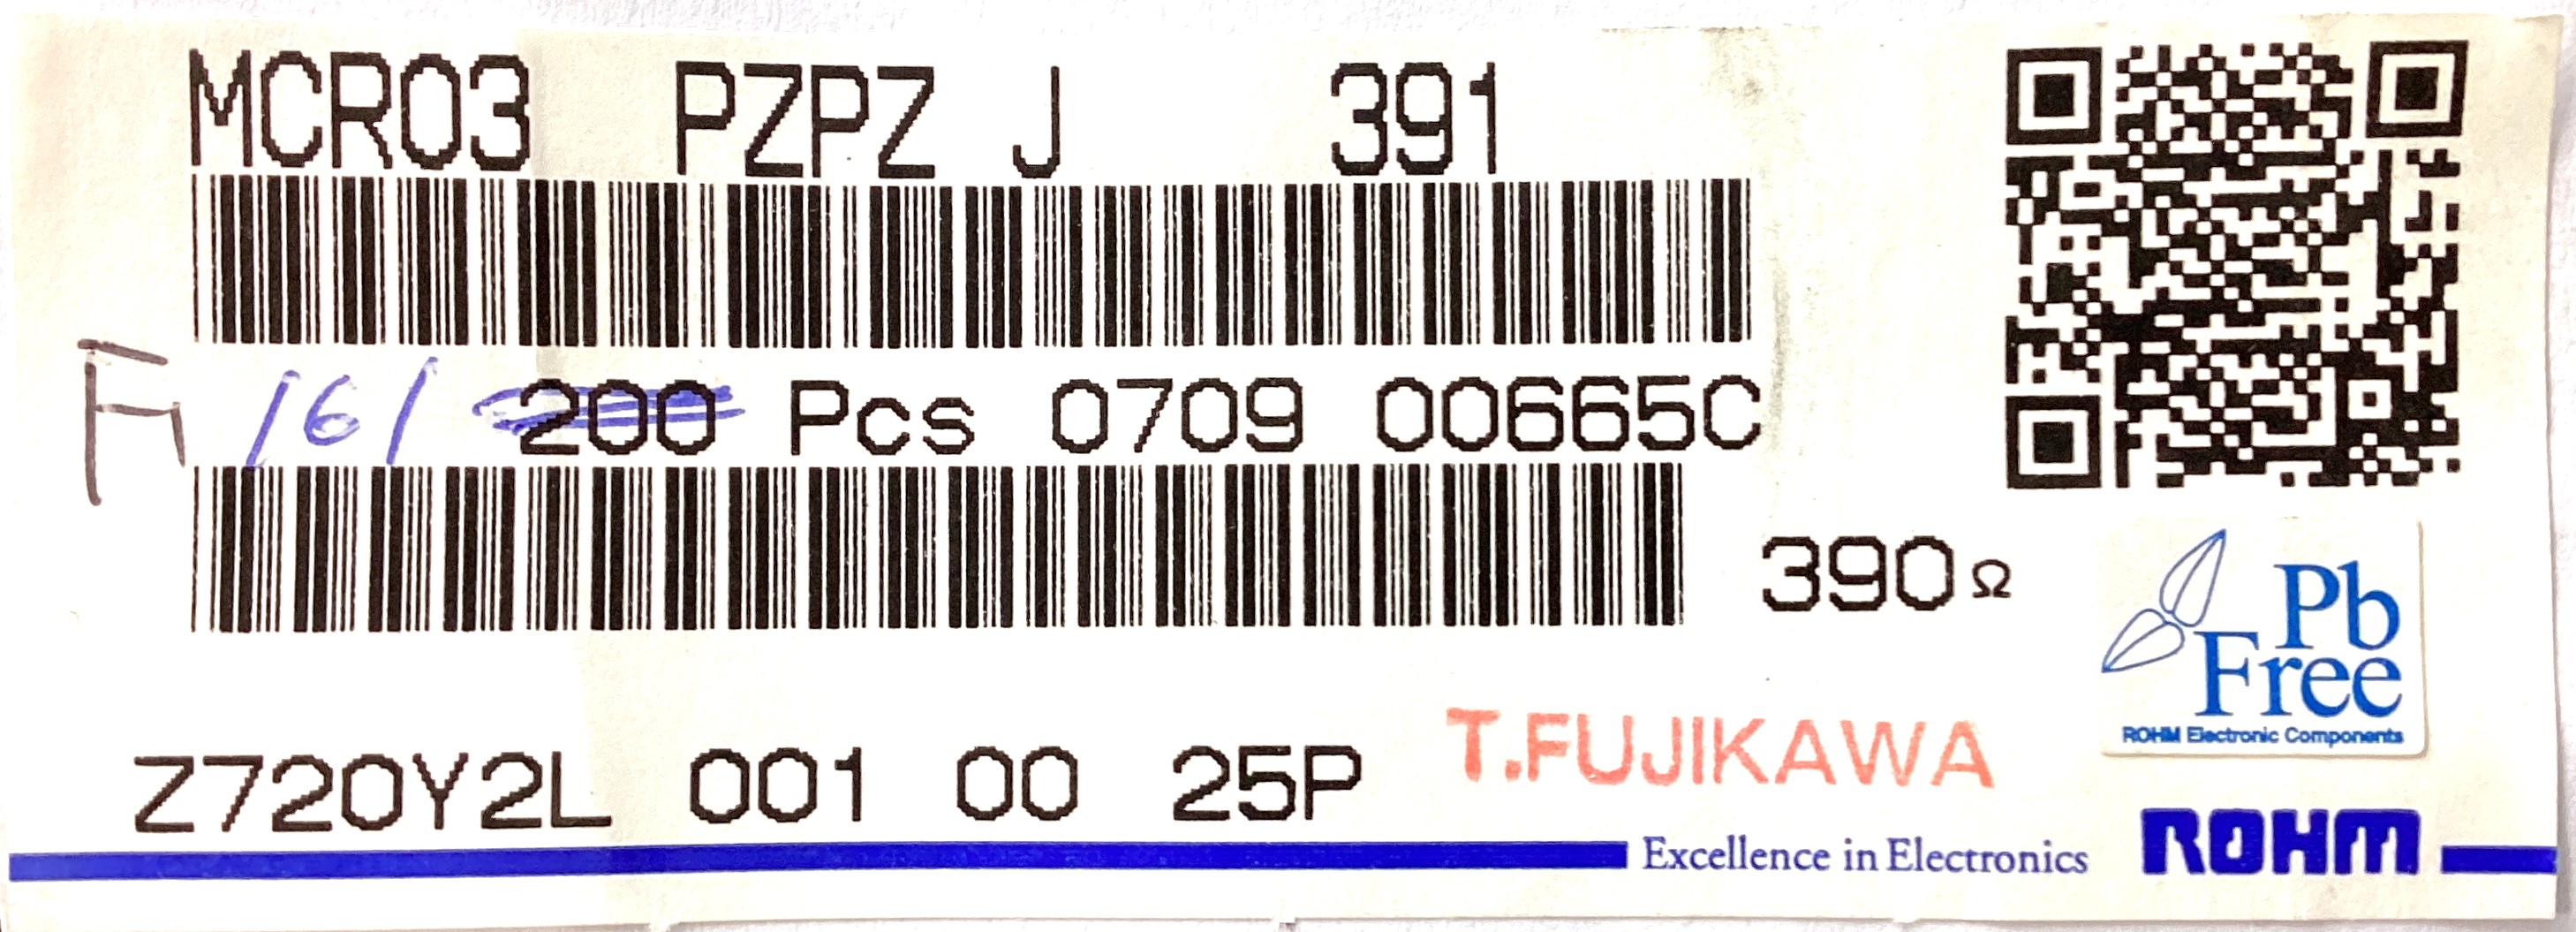 MCR03 PZPZ J 391
F 161 200 Pcs 0709 00665C
390Ω
Pb
Free
ROHM Electronic Components
T.FUJIKAWA
Z720Y2L 001 00 25P
Excellence in Electronics ROHM